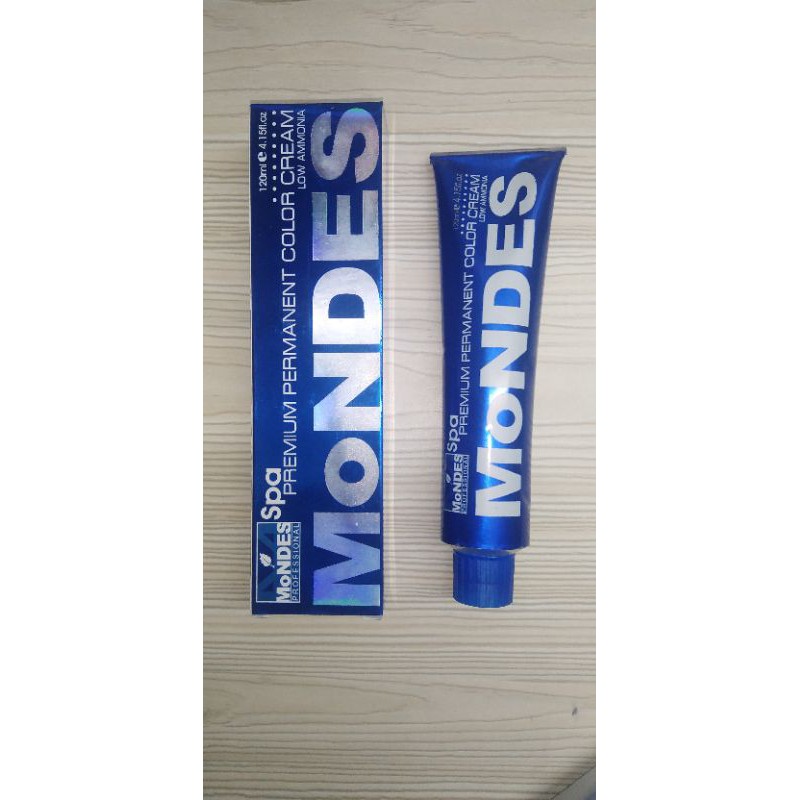 MoNDES
PROFESSIONAL
Spa
PREMIUM PERMANENT COLOR CREAM
LOW AMMONIA
120ml e 4.15fl.oz
MoNDES
MoNDES
PROFESSIONAL
Spa
PREMIUM PERMANENT COLOR CREAM
LOW AMMONIA
120ml e 4.15fl.oz
MoNDES